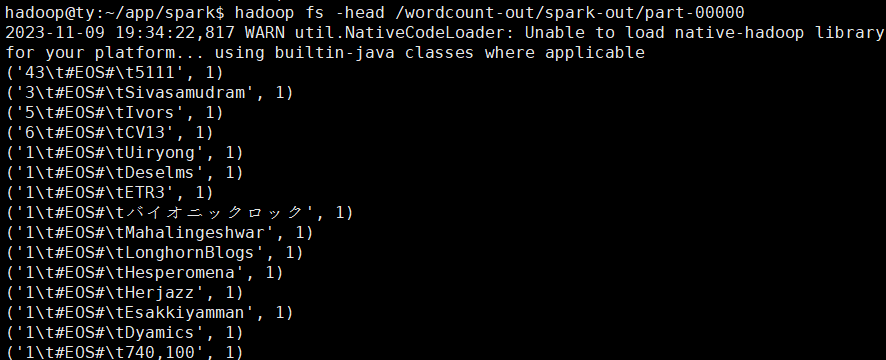 hadoop@ty:~/app/spark$ hadoop fs -head /wordcount-out/spark-out/part-00000
2023-11-09 19:34:22,817 WARN util.NativeCodeLoader: Unable to load native-hadoop library
for your platform... using builtin-java classes where applicable
('43\t#EOS#\t5111', 1)
('3\t#EOS#\tSivasamudram', 1)
('5\t#EOS#\tIvors', 1)
('6\t#EOS#\tCV13', 1)
('1\t#EOS#\tUiryong', 1)
('1\t#EOS#\tDeselms', 1)
('1\t#EOS#\tETR3', 1)
('1\t#EOS#\tバイオニックロック', 1)
('1\t#EOS#\tMahalingeshwar', 1)
('1\t#EOS#\tLonghornBlogs', 1)
('1\t#EOS#\tHesperomena', 1)
('1\t#EOS#\tHerjazz', 1)
('1\t#EOS#\tEsakkiyamman', 1)
('1\t#EOS#\tDyamics', 1)
('1\t#EOS#\t740,100', 1)